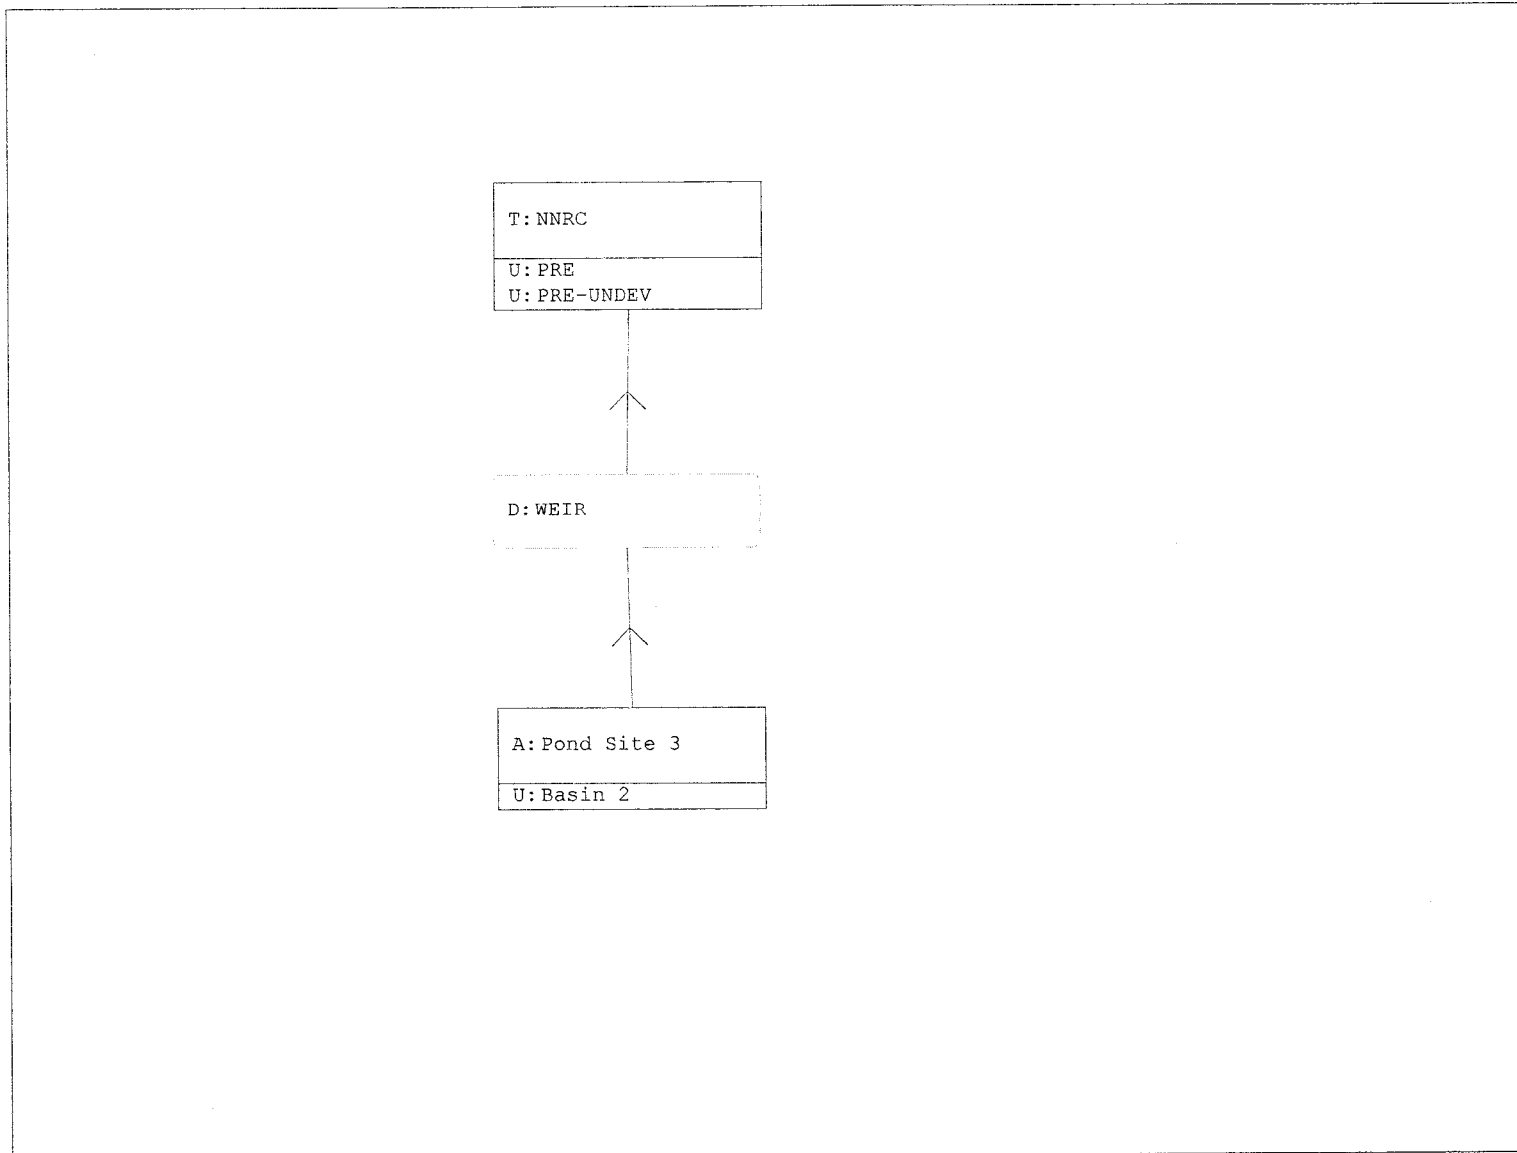 T:NNRC
U:PRE
U:PRE-UNDEV
D:WEIR
A:Pond Site 3
U:Basin 2